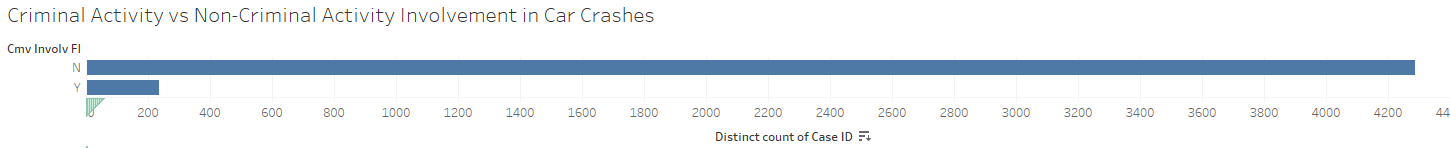 Criminal Activity vs Non-Criminal Activity Involvement in Car Crashes
Cmv Involv Fl
N
Y
0 200 400 600 800 1000 1200 1400 1600 1800 2000 2200 2400 2600 2800 3000 3200 3400 3600 3800 4000 4200 44
Distinct count of Case ID